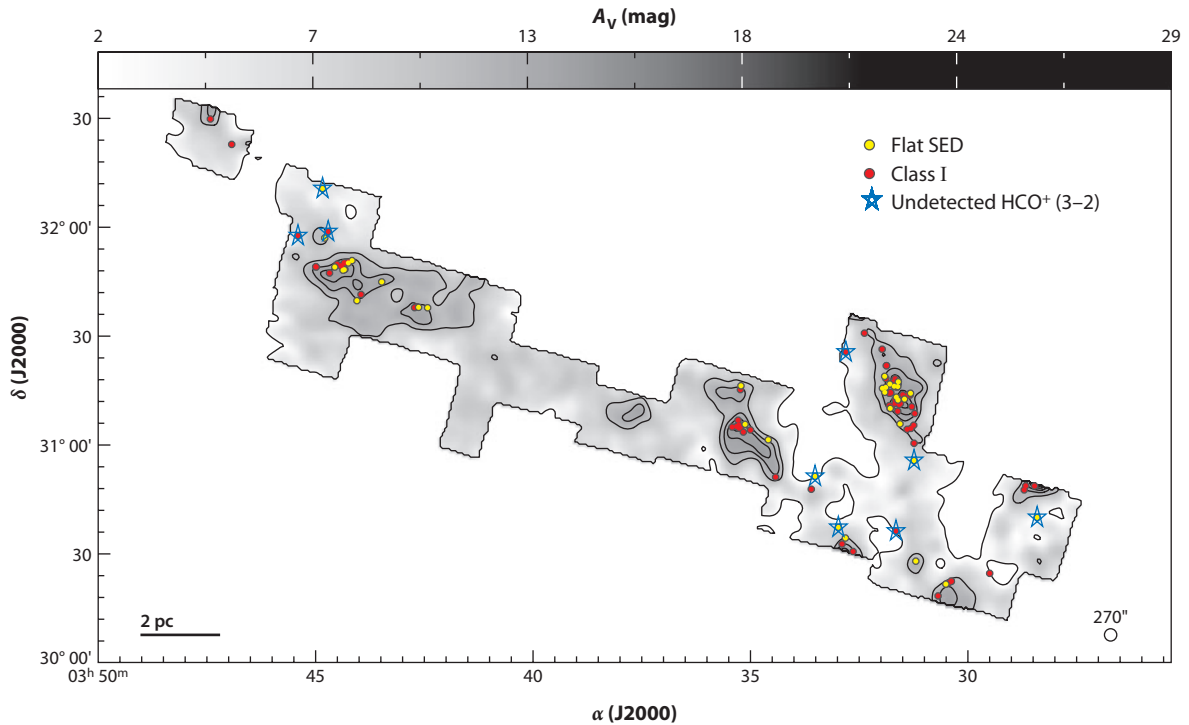 A_V (mag)
2 7 13 18 24 29
Flat SED
Class I
Undetected HCO⁺ (3–2)
30'
32° 00'
30'
31° 00'
30'
30° 00'
δ (J2000)
2 pc
270"
03ʰ 50ᵐ 45 40 35 30
α (J2000)